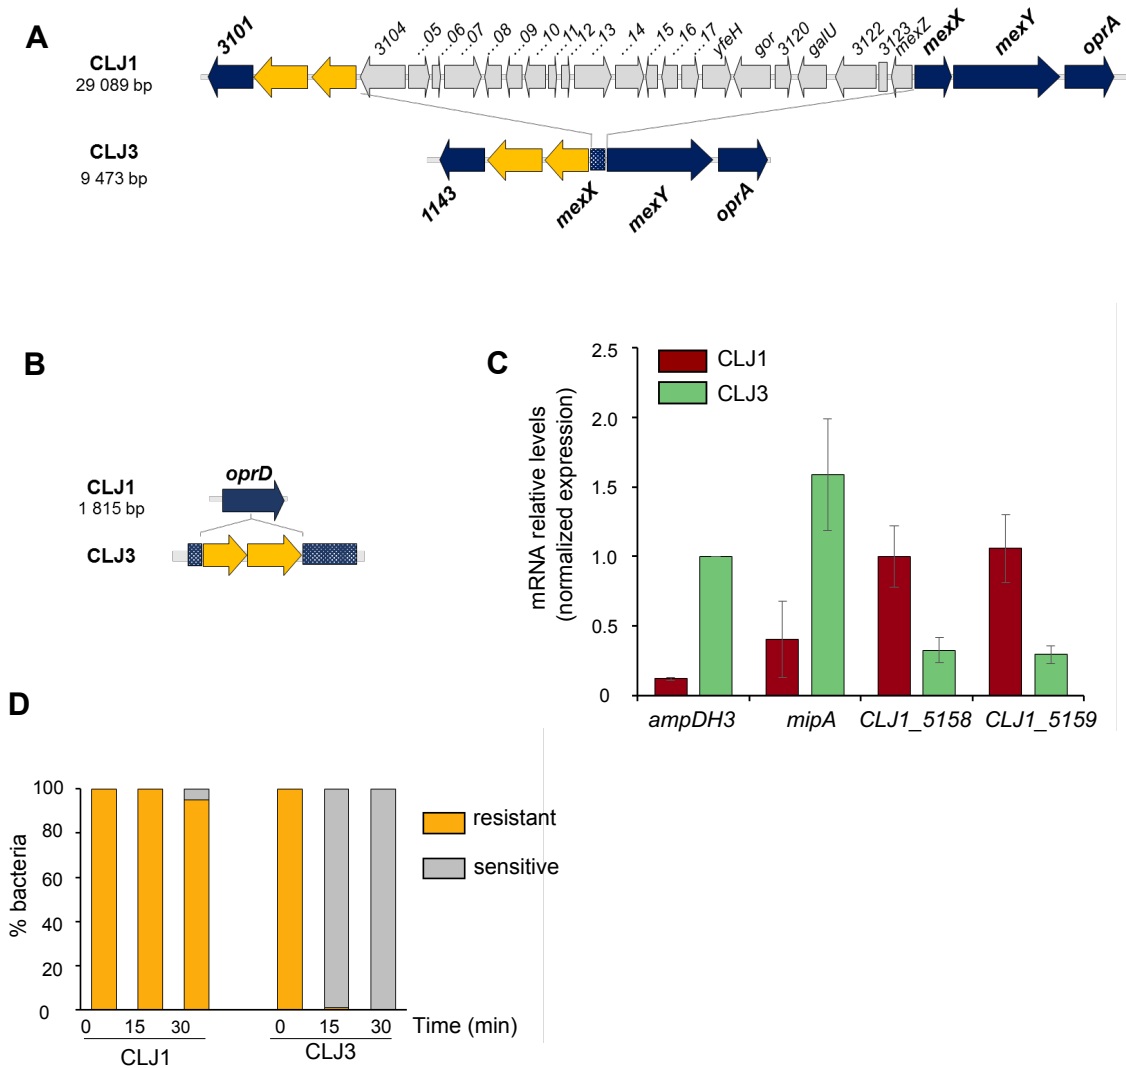 A
3101
3104
...05
...06
...07
...08
...09
...10
...11
...12
...13
...14
...15
...16
...17
yfeH
gor
3120
galU
3122
3123
mexZ
mexX
mexY
oprA
CLJ1
29 089 bp
CLJ3
9 473 bp
1143
mexX
mexY
oprA
B
CLJ1
1 815 bp
oprD
CLJ3
C
mRNA relative levels
(normalized expression)
2.5
2.0
1.5
1.0
0.5
0
CLJ1
CLJ3
ampDH3
mipA
CLJ1_5158
CLJ1_5159
D
% bacteria
100
80
60
40
20
0
resistant
sensitive
0 15 30
0 15 30
Time (min)
CLJ1
CLJ3